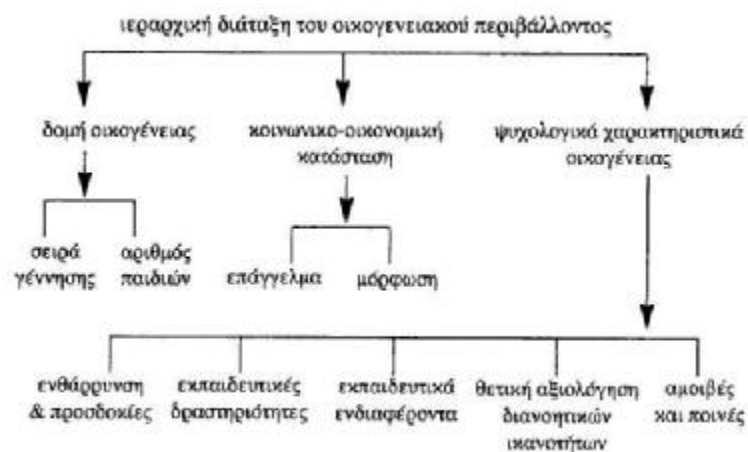 ιεραρχική διάταξη του οικογενειακού περιβάλλοντος
δομή οικογένειας
κοινωνικο-οικονομική
κατάσταση
ψυχολογικά χαρακτηριστικά
οικογένειας
σειρά
γέννησης
αριθμός
παιδιών
επάγγελμα
μόρφωση
ενθάρρυνση
& προσδοκίες
εκπαιδευτικές
δραστηριότητες
εκπαιδευτικά
ενδιαφέροντα
θετική αξιολόγηση
διανοητικών
ικανοτήτων
αμοιβές
και ποινές